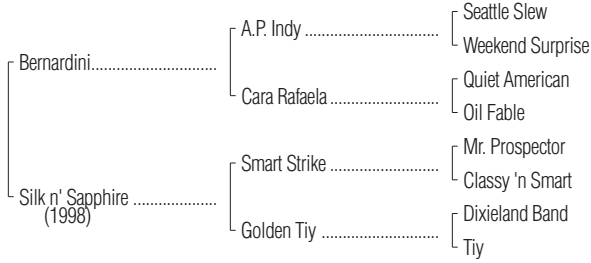 Seattle Slew
A.P. Indy ..........................
Weekend Surprise
Bernardini.........................
Quiet American
Cara Rafaela .....................
Oil Fable
Mr. Prospector
Smart Strike .....................
Classy 'n Smart
Silk n' Sapphire ................
(1998)
Dixieland Band
Golden Tiy .......................
Tiy